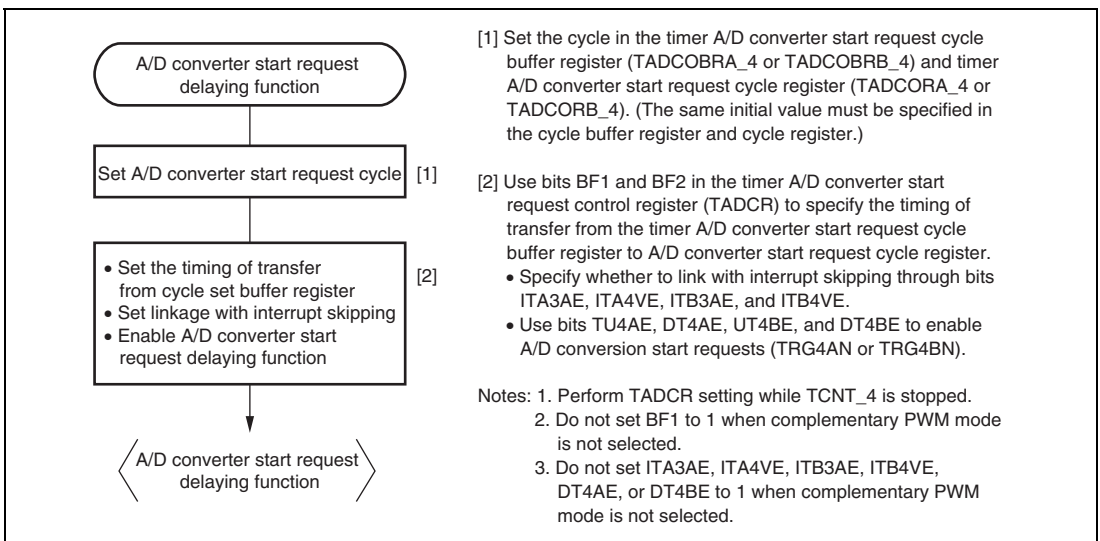 A/D converter start request
delaying function
Set A/D converter start request cycle
[1]
• Set the timing of transfer
from cycle set buffer register
• Set linkage with interrupt skipping
• Enable A/D converter start
request delaying function
[2]
A/D converter start request
delaying function
[1] Set the cycle in the timer A/D converter start request cycle
buffer register (TADCOBRA_4 or TADCOBRB_4) and timer
A/D converter start request cycle register (TADCORA_4 or
TADCORB_4). (The same initial value must be specified in
the cycle buffer register and cycle register.)
[2] Use bits BF1 and BF2 in the timer A/D converter start
request control register (TADCR) to specify the timing of
transfer from the timer A/D converter start request cycle
buffer register to A/D converter start request cycle register.
• Specify whether to link with interrupt skipping through bits
ITA3AE, ITA4VE, ITB3AE, and ITB4VE.
• Use bits TU4AE, DT4AE, UT4BE, and DT4BE to enable
A/D conversion start requests (TRG4AN or TRG4BN).
Notes: 1. Perform TADCR setting while TCNT_4 is stopped.
2. Do not set BF1 to 1 when complementary PWM mode
is not selected.
3. Do not set ITA3AE, ITA4VE, ITB3AE, ITB4VE,
DT4AE, or DT4BE to 1 when complementary PWM
mode is not selected.